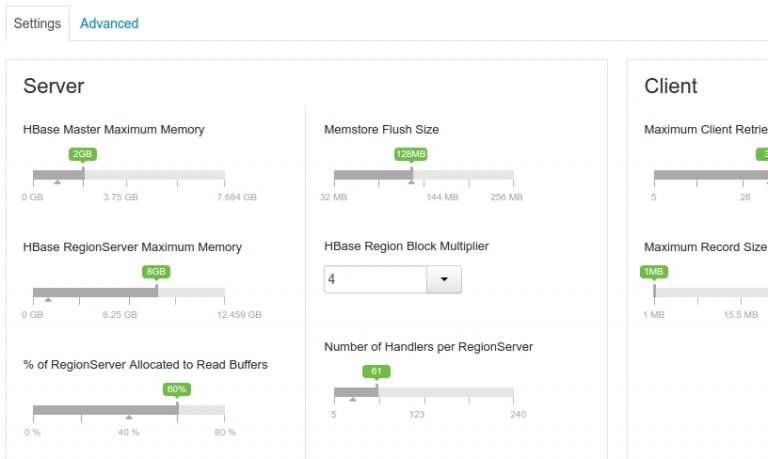 Settings Advanced
Server
HBase Master Maximum Memory
2GB
0 GB 3.75 GB 7.684 GB
HBase RegionServer Maximum Memory
8GB
0 GB 6.25 GB 12.459 GB
% of RegionServer Allocated to Read Buffers
60%
0 % 40 % 80 %
Memstore Flush Size
128MB
32 MB 144 MB 256 MB
HBase Region Block Multiplier
4
Number of Handlers per RegionServer
61
5 123 240
Client
Maximum Client Retrie
3
5 28
Maximum Record Size
1MB
1 MB 15.5 MB